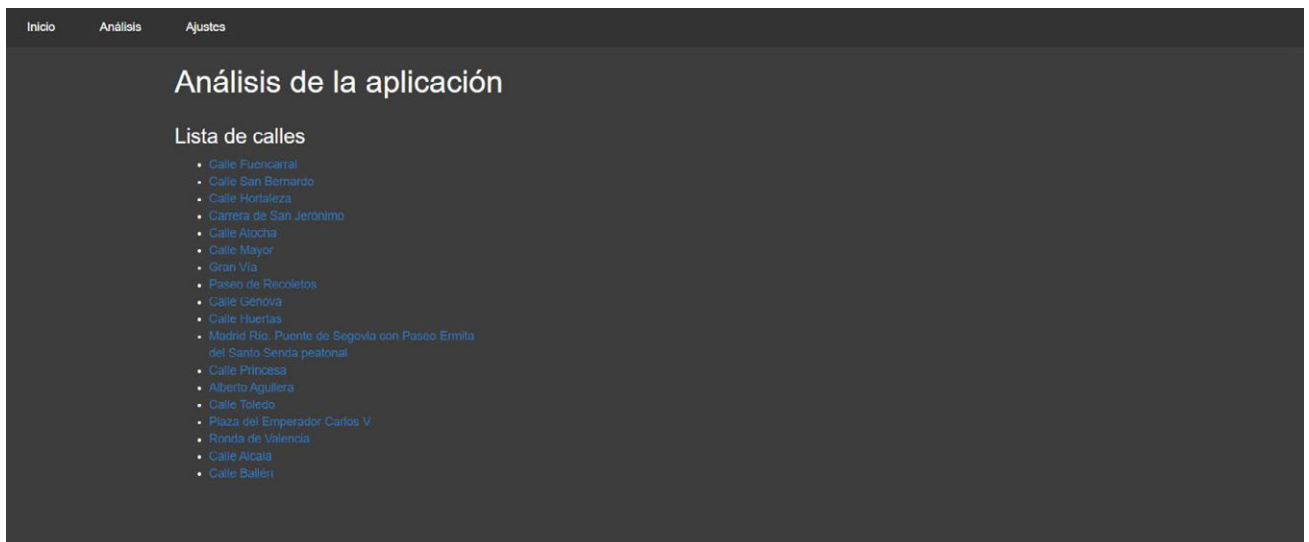 Inicio Análisis Ajustes
Análisis de la aplicación
Lista de calles
Calle Fuencarral
Calle San Bernardo
Calle Hortaleza
Carrera de San Jerónimo
Calle Atocha
Calle Mayor
Gran Vía
Paseo de Recoletos
Calle Génova
Calle Huertas
Madrid Río. Puente de Segovia con Paseo Ermita
del Santo Senda peatonal
Calle Princesa
Alberto Aguilera
Calle Toledo
Plaza del Emperador Carlos V
Ronda de Valencia
Calle Alcalá
Calle Bailén